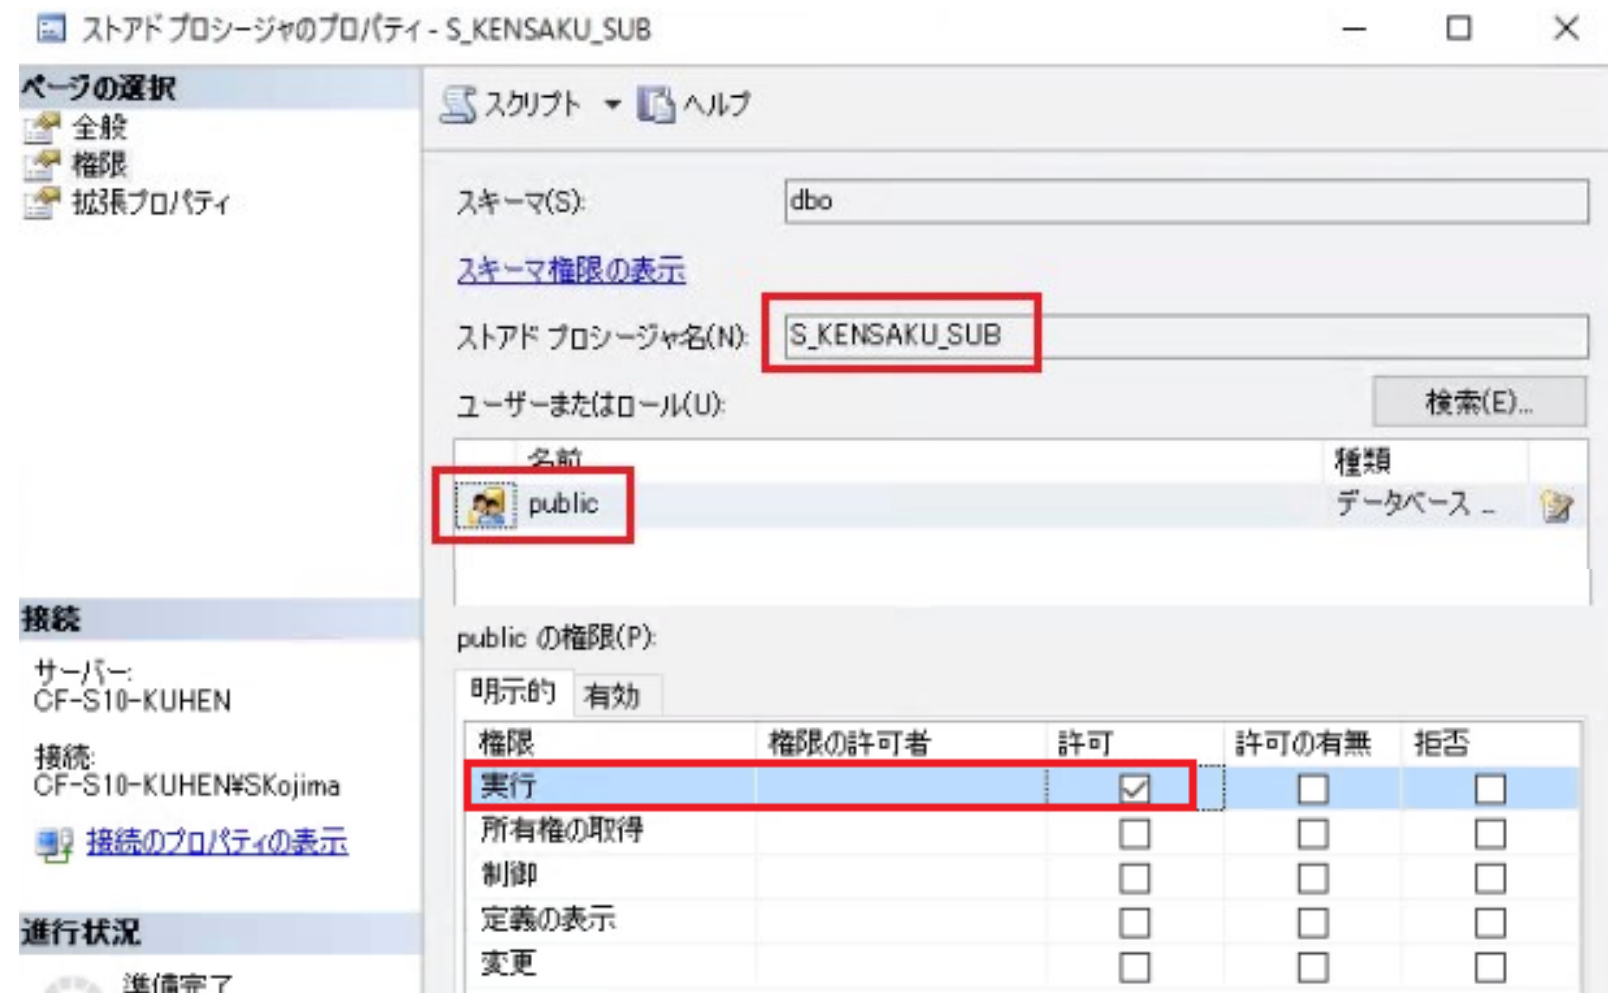 ストアド プロシージャのプロパティ - S_KENSAKU_SUB
ページの選択
全般
権限
拡張プロパティ
スクリプト
ヘルプ
スキーマ(S):
dbo
スキーマ権限の表示
ストアド プロシージャ名(N):
S_KENSAKU_SUB
ユーザーまたはロール(U):
検索(E)...
名前
種類
public
データベース ...
接続
サーバー:
CF-S10-KUHEN
接続:
CF-S10-KUHEN¥SKojima
接続のプロパティの表示
進行状況
準備完了
public の権限(P):
明示的
有効
権限
権限の許可者
許可
許可の有無
拒否
実行
所有権の取得
制御
定義の表示
変更